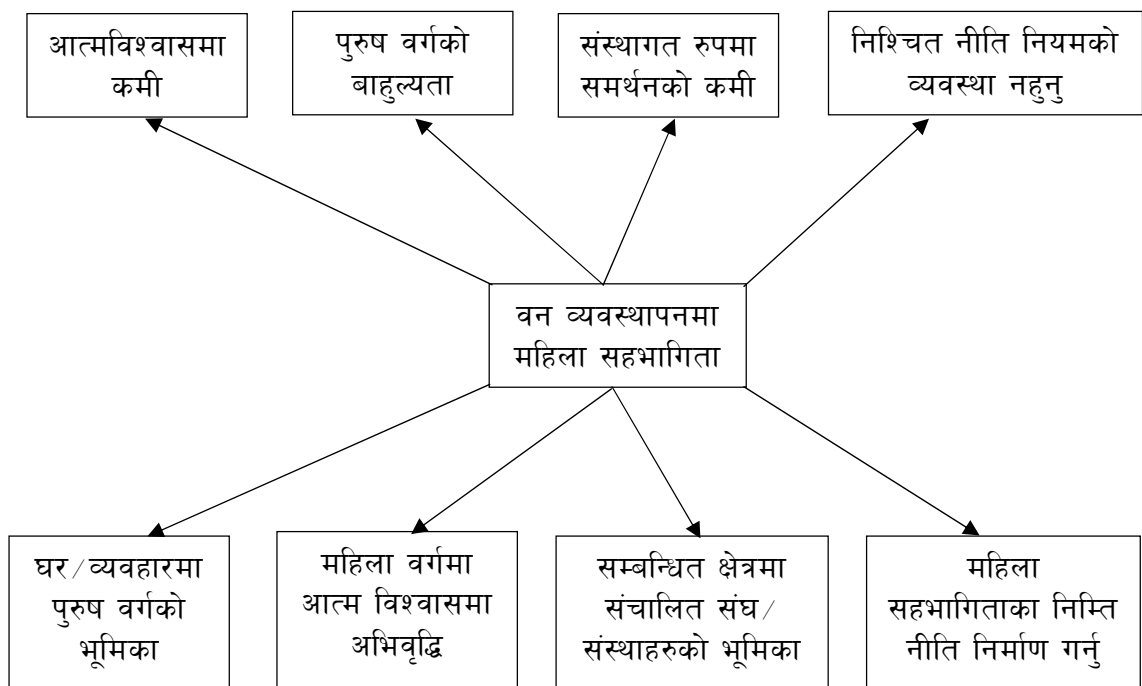 आत्मविश्वासमा
कमी
पुरुष वर्गको
बाहुल्यता
संस्थागत रुपमा
समर्थनको कमी
निश्चित नीति नियमको
व्यवस्था नहुनु
वन व्यवस्थापनमा
महिला सहभागिता
घर/व्यवहारमा
पुरुष वर्गको
भूमिका
महिला वर्गमा
आत्म विश्वासमा
अभिवृद्धि
सम्बन्धित क्षेत्रमा
संचालित संघ/
संस्थाहरुको भूमिका
महिला
सहभागिताका निम्ति
नीति निर्माण गर्नु